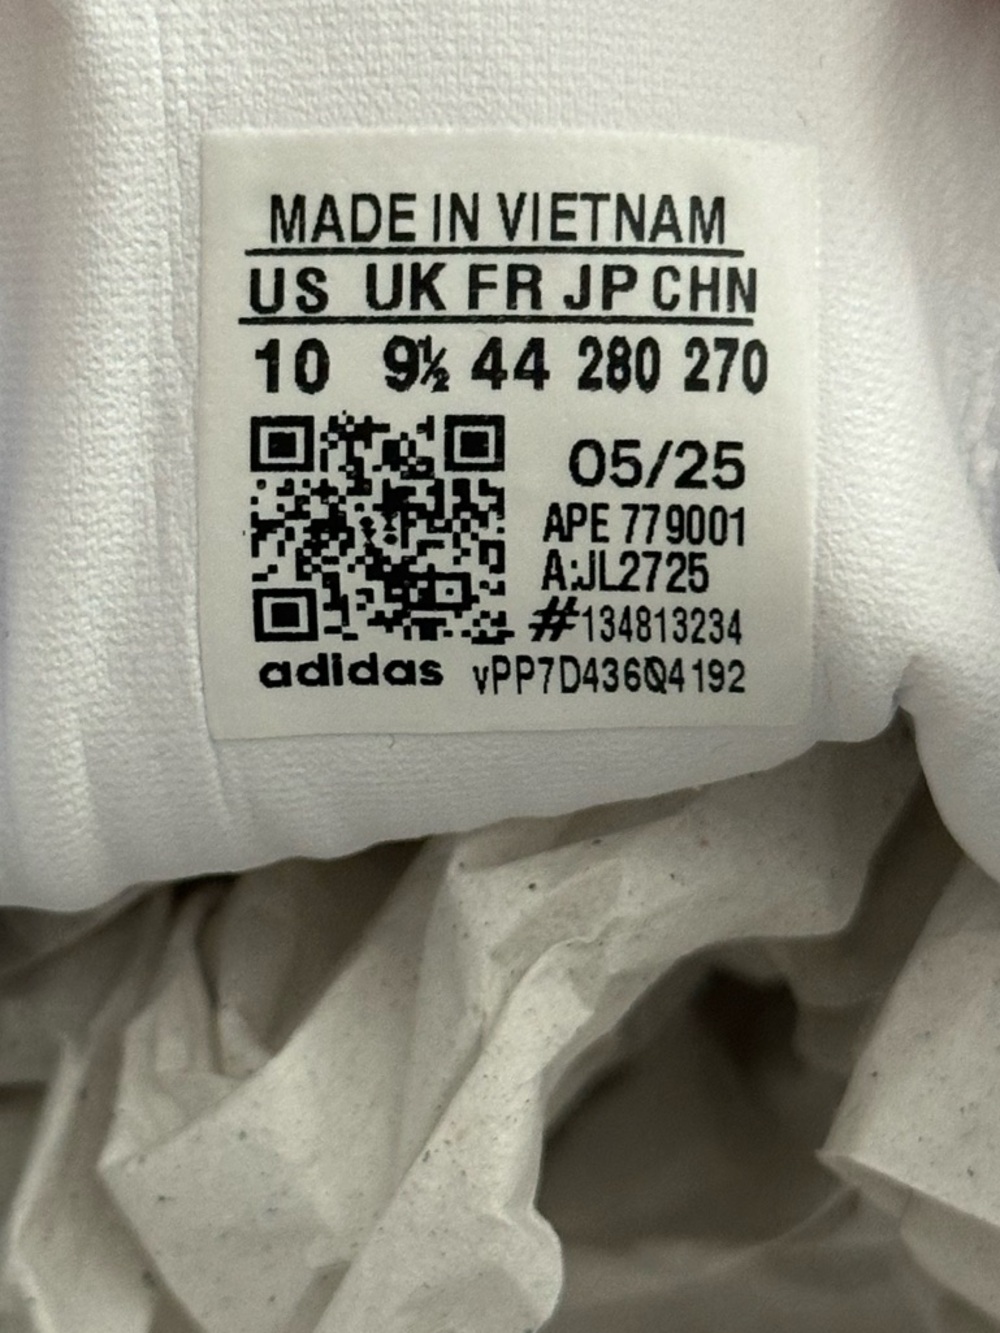 MADE IN VIETNAM
US UK FR JP CHN
10 9½ 44 280 270
05/25
APE 779001
A:JL2725
#134813234
adidas vPP7D436Q4192